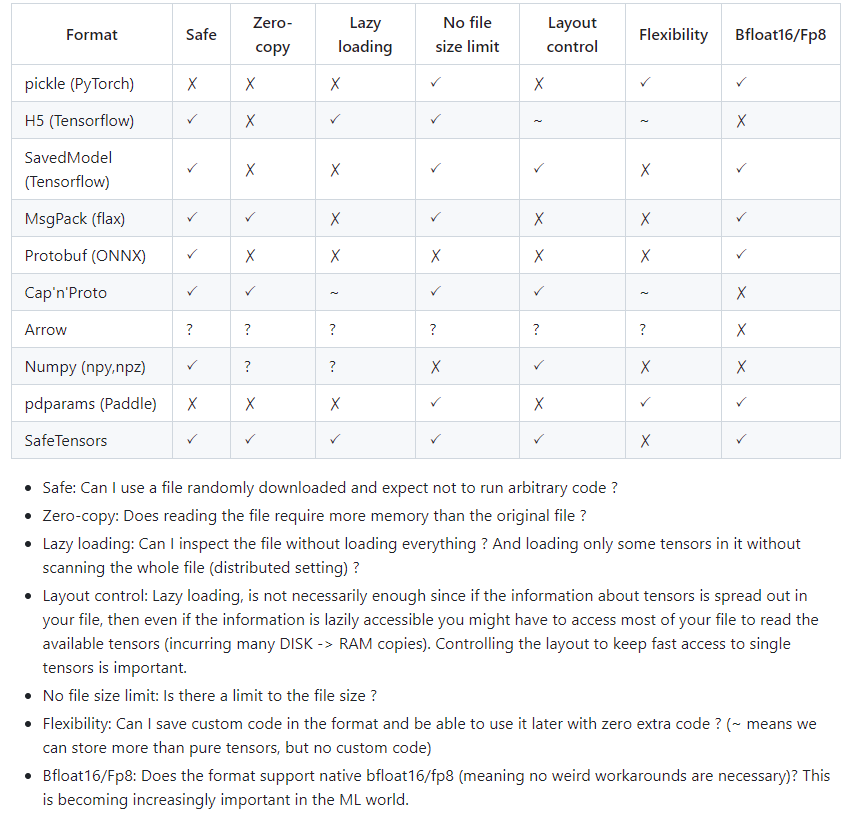 Format Safe Zero-copy Lazy loading No file size limit Layout control Flexibility Bfloat16/Fp8
pickle (PyTorch) ✗ ✗ ✗ ✓ ✗ ✓ ✓
H5 (Tensorflow) ✓ ✗ ✓ ✓ ~ ~ ✗
SavedModel (Tensorflow) ✓ ✗ ✗ ✓ ✓ ✗ ✓
MsgPack (flax) ✓ ✓ ✗ ✓ ✗ ✗ ✓
Protobuf (ONNX) ✓ ✗ ✗ ✗ ✗ ✗ ✓
Cap'n'Proto ✓ ✓ ~ ✓ ✓ ~ ✗
Arrow ? ? ? ? ? ? ✗
Numpy (npy,npz) ✓ ? ? ✗ ✓ ✗ ✗
pdparams (Paddle) ✗ ✗ ✗ ✓ ✗ ✓ ✓
SafeTensors ✓ ✓ ✓ ✓ ✓ ✗ ✓
• Safe: Can I use a file randomly downloaded and expect not to run arbitrary code ?
• Zero-copy: Does reading the file require more memory than the original file ?
• Lazy loading: Can I inspect the file without loading everything ? And loading only some tensors in it without
scanning the whole file (distributed setting) ?
• Layout control: Lazy loading, is not necessarily enough since if the information about tensors is spread out in
your file, then even if the information is lazily accessible you might have to access most of your file to read the
available tensors (incurring many DISK -> RAM copies). Controlling the layout to keep fast access to single
tensors is important.
• No file size limit: Is there a limit to the file size ?
• Flexibility: Can I save custom code in the format and be able to use it later with zero extra code ? (~ means we
can store more than pure tensors, but no custom code)
• Bfloat16/Fp8: Does the format support native bfloat16/fp8 (meaning no weird workarounds are necessary)? This
is becoming increasingly important in the ML world.